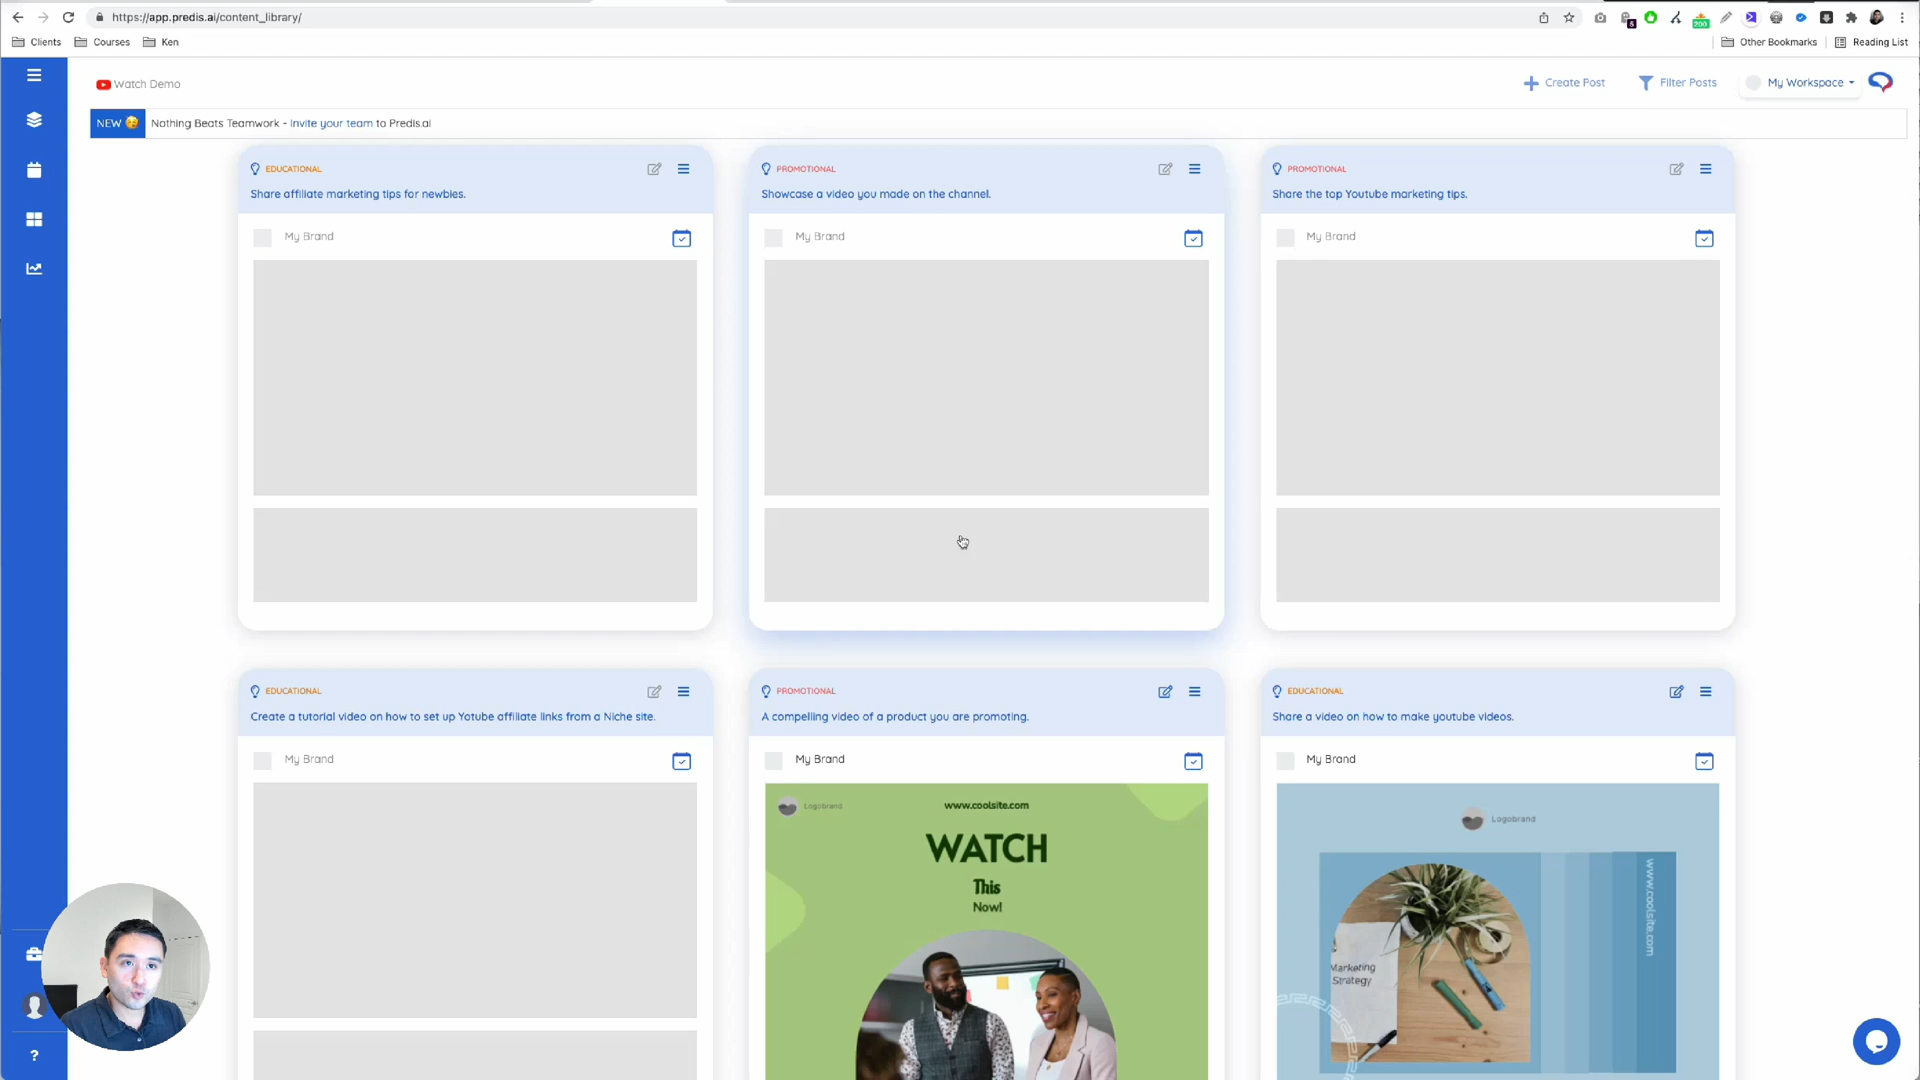 https://app.predis.ai/content_library/
Clients
Courses
Ken
Other Bookmarks
Reading List
Watch Demo
Create Post
Filter Posts
My Workspace
NEW 😉 Nothing Beats Teamwork - Invite your team to Predis.ai
EDUCATIONAL
Share affiliate marketing tips for newbies.
My Brand
PROMOTIONAL
Showcase a video you made on the channel.
My Brand
PROMOTIONAL
Share the top Youtube marketing tips.
My Brand
EDUCATIONAL
Create a tutorial video on how to set up Yotube affiliate links from a Niche site.
My Brand
PROMOTIONAL
A compelling video of a product you are promoting.
My Brand
Logobrand
www.coolsite.com
WATCH
This
Now!
EDUCATIONAL
Share a video on how to make youtube videos.
My Brand
Logobrand
www.coolsite.com
Marketing
Strategy
?